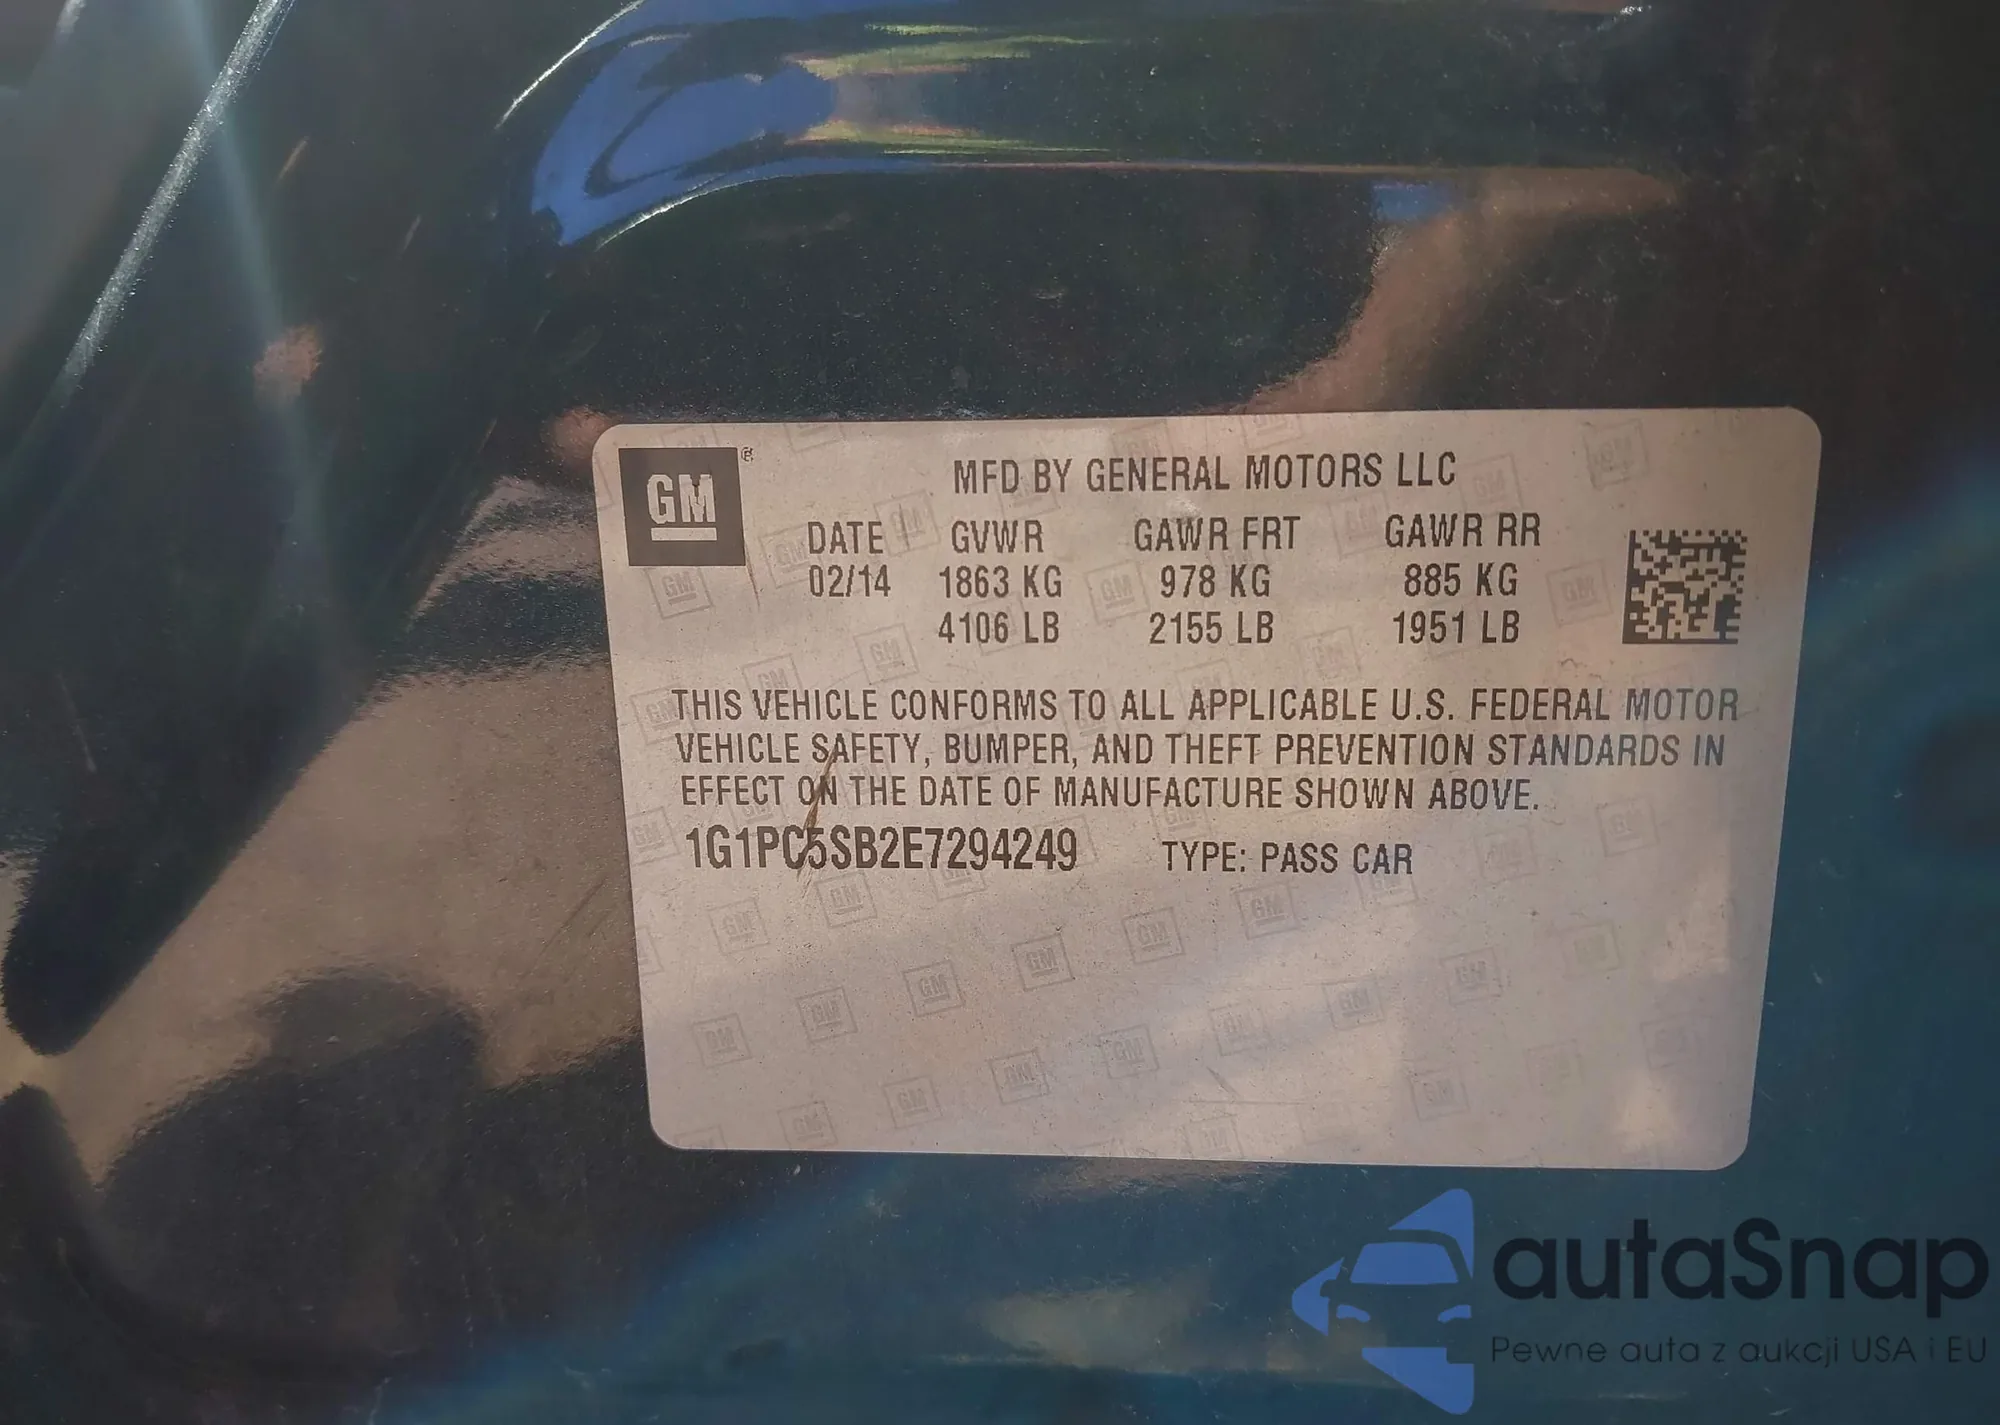 GM ®
MFD BY GENERAL MOTORS LLC
DATE GVWR GAWR FRT GAWR RR
02/14 1863 KG 978 KG 885 KG
4106 LB 2155 LB 1951 LB
THIS VEHICLE CONFORMS TO ALL APPLICABLE U.S. FEDERAL MOTOR
VEHICLE SAFETY, BUMPER, AND THEFT PREVENTION STANDARDS IN
EFFECT ON THE DATE OF MANUFACTURE SHOWN ABOVE.
1G1PC5SB2E7294249 TYPE: PASS CAR
autaSnap
Pewne auta z aukcji USA i EU